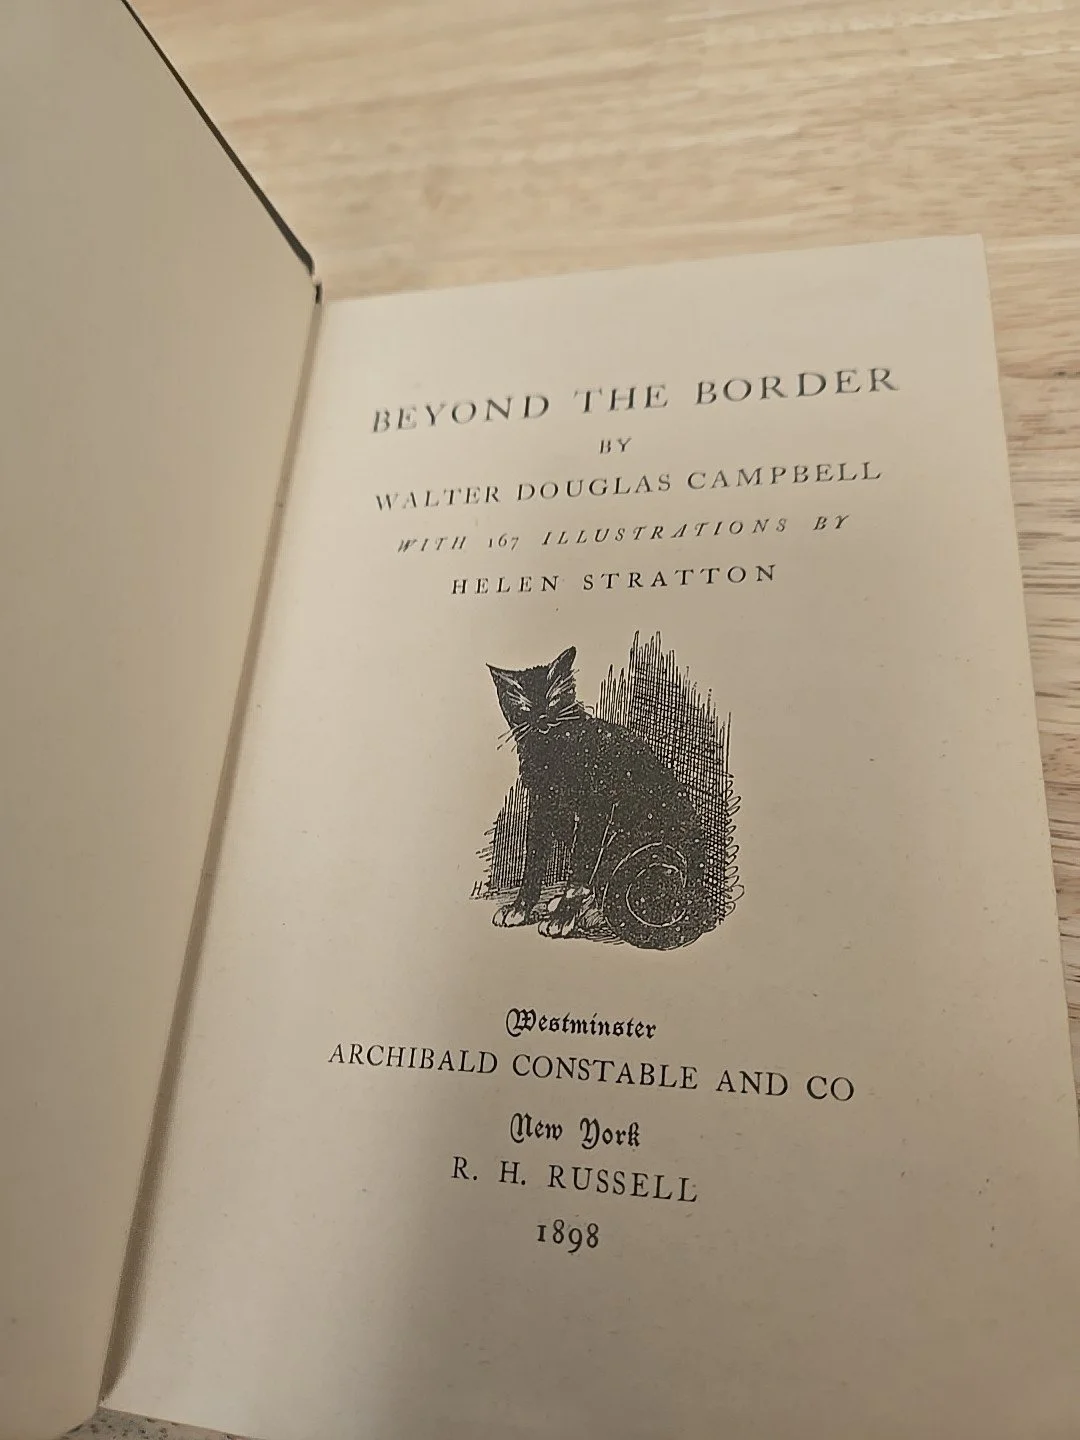 BEYOND THE BORDER
BY
WALTER DOUGLAS CAMPBELL
WITH 167 ILLUSTRATIONS BY
HELEN STRATTON
Westminster
ARCHIBALD CONSTABLE AND CO
New York
R. H. RUSSELL
1898